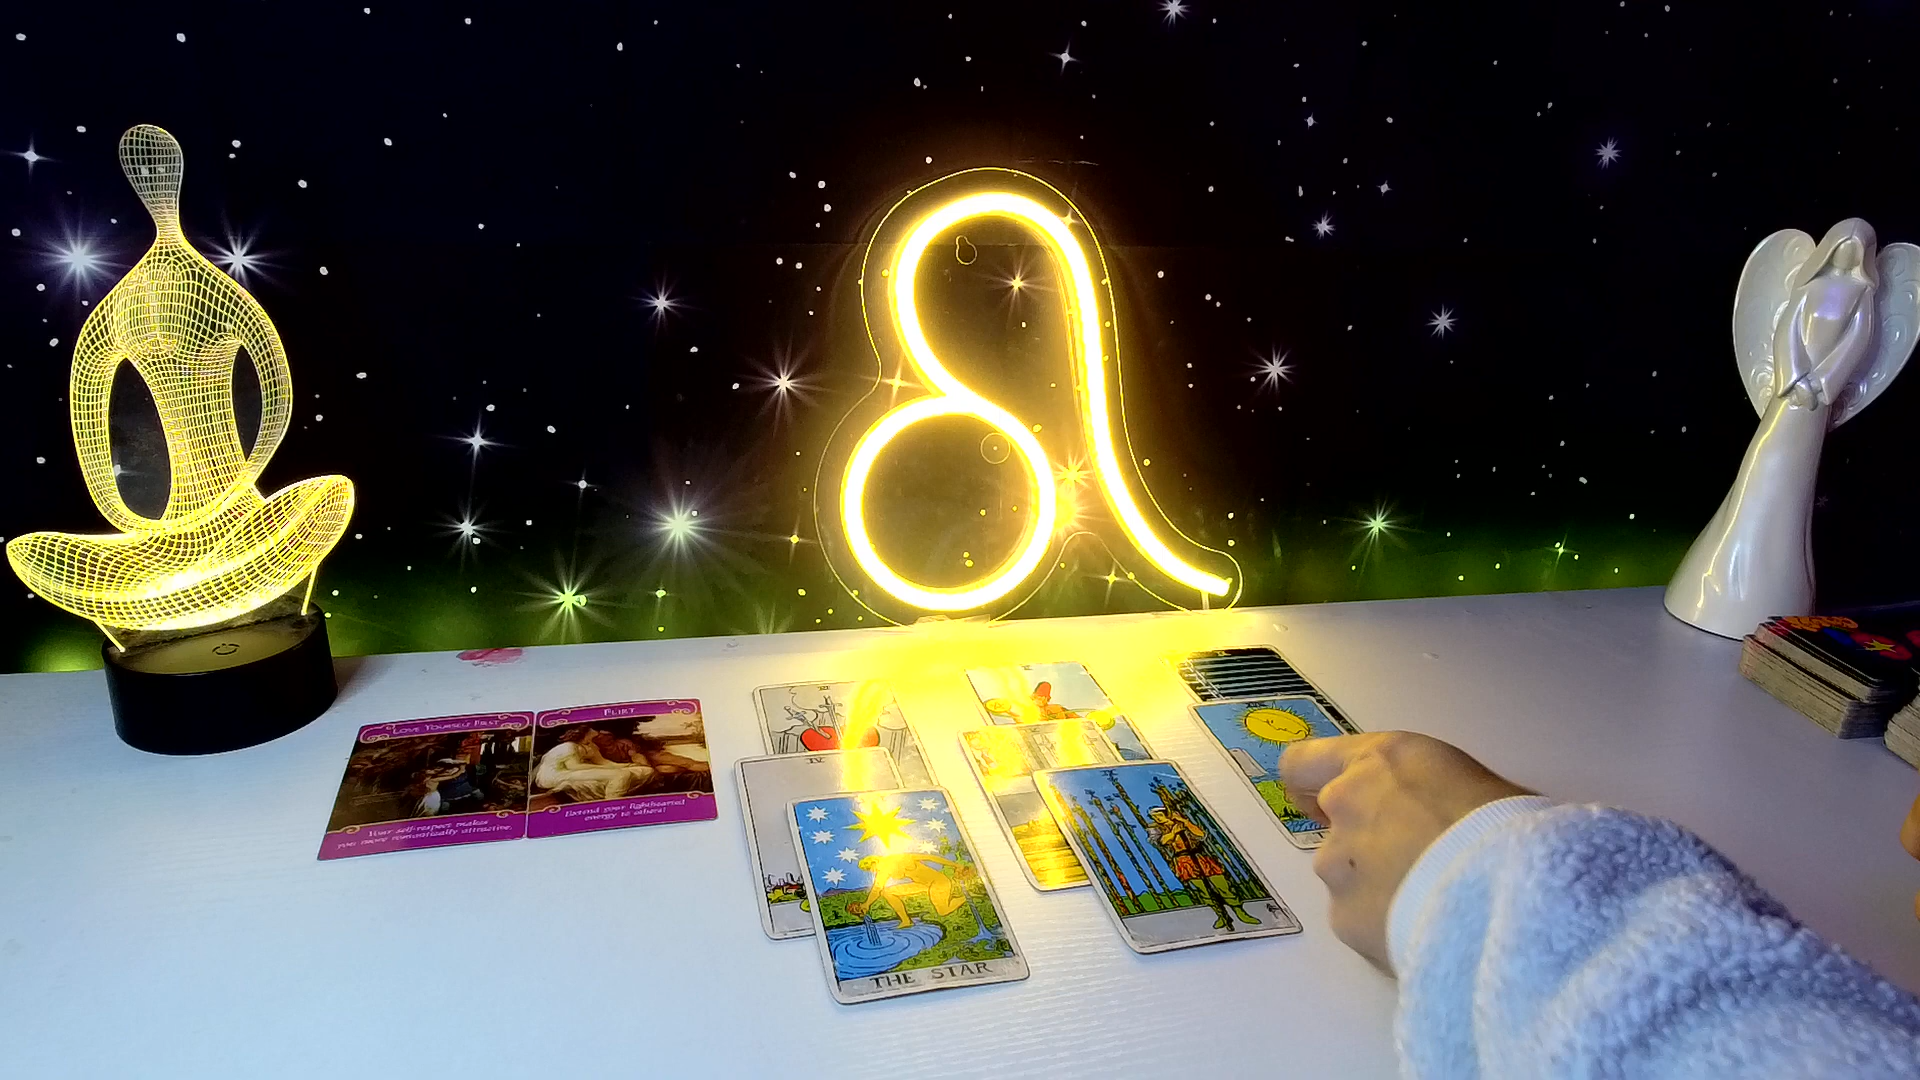 LOVE YOURSELF FIRST
Your self-respect makes
you more romantically attractive.
FLIRT
Extend your lighthearted
energy to others!
III
IV
THE STAR
T